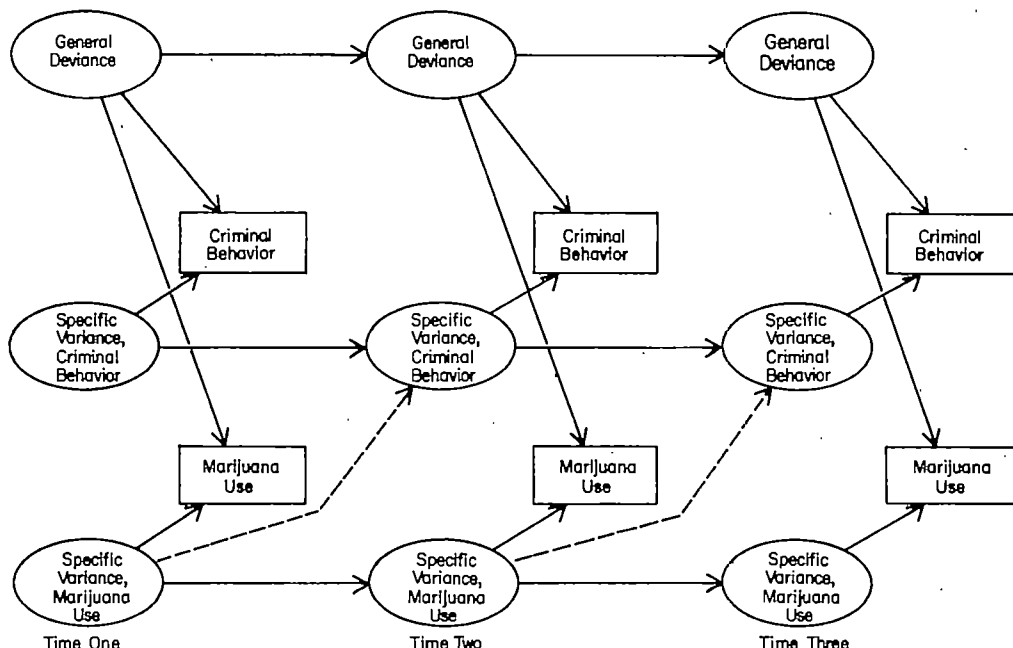 General
Deviance
General
Deviance
General
Deviance
Criminal
Behavior
Criminal
Behavior
Criminal
Behavior
Specific
Variance,
Criminal
Behavior
Specific
Variance,
Criminal
Behavior
Specific
Variance,
Criminal
Behavior
Marijuana
Use
Marijuana
Use
Marijuana
Use
Specific
Variance,
Marijuana
Use
Specific
Variance,
Marijuana
Use
Specific
Variance,
Marijuana
Use
Time One
Time Two
Time Three